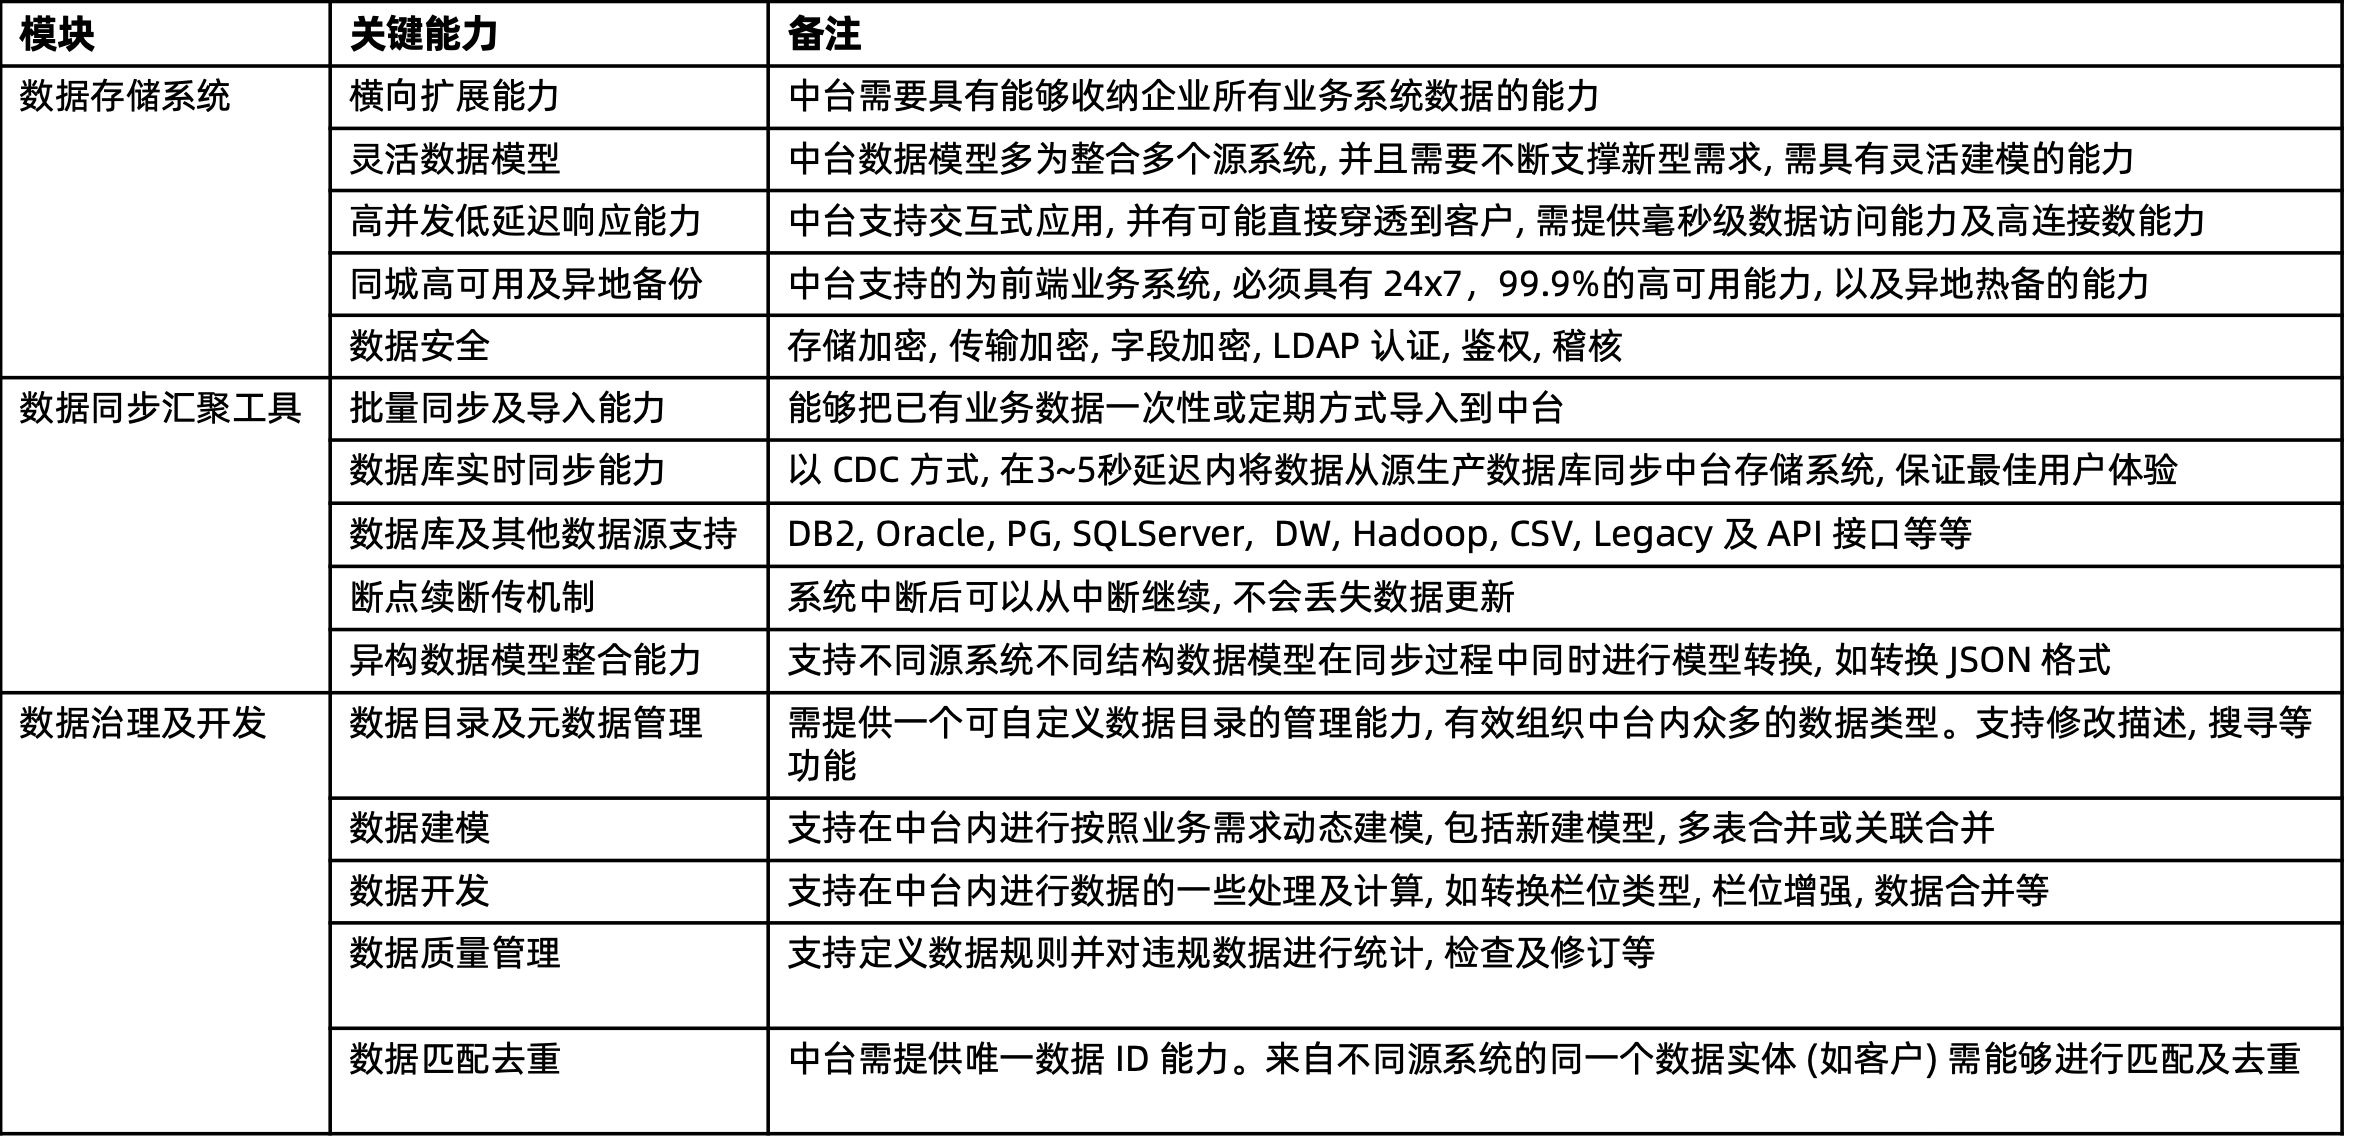 模块 关键能力 备注
数据存储系统 横向扩展能力 中台需要具有能够收纳企业所有业务系统数据的能力
灵活数据模型 中台数据模型多为整合多个源系统, 并且需要不断支撑新型需求, 需具有灵活建模的能力
高并发低延迟响应能力 中台支持交互式应用, 并有可能直接穿透到客户, 需提供毫秒级数据访问能力及高连接数能力
同城高可用及异地备份 中台支持的为前端业务系统, 必须具有 24x7，99.9%的高可用能力, 以及异地热备的能力
数据安全 存储加密, 传输加密, 字段加密, LDAP 认证, 鉴权, 稽核
数据同步汇聚工具 批量同步及导入能力 能够把已有业务数据一次性或定期方式导入到中台
数据库实时同步能力 以 CDC 方式, 在3~5秒延迟内将数据从源生产数据库同步中台存储系统, 保证最佳用户体验
数据库及其他数据源支持 DB2, Oracle, PG, SQLServer，DW, Hadoop, CSV, Legacy 及 API 接口等等
断点续断传机制 系统中断后可以从中断继续, 不会丢失数据更新
异构数据模型整合能力 支持不同源系统不同结构数据模型在同步过程中同时进行模型转换, 如转换 JSON 格式
数据治理及开发 数据目录及元数据管理 需提供一个可自定义数据目录的管理能力, 有效组织中台内众多的数据类型。支持修改描述, 搜寻等
功能
数据建模 支持在中台内进行按照业务需求动态建模, 包括新建模型, 多表合并或关联合并
数据开发 支持在中台内进行数据的一些处理及计算, 如转换栏位类型, 栏位增强, 数据合并等
数据质量管理 支持定义数据规则并对违规数据进行统计, 检查及修订等
数据匹配去重 中台需提供唯一数据 ID 能力。来自不同源系统的同一个数据实体 (如客户) 需能够进行匹配及去重